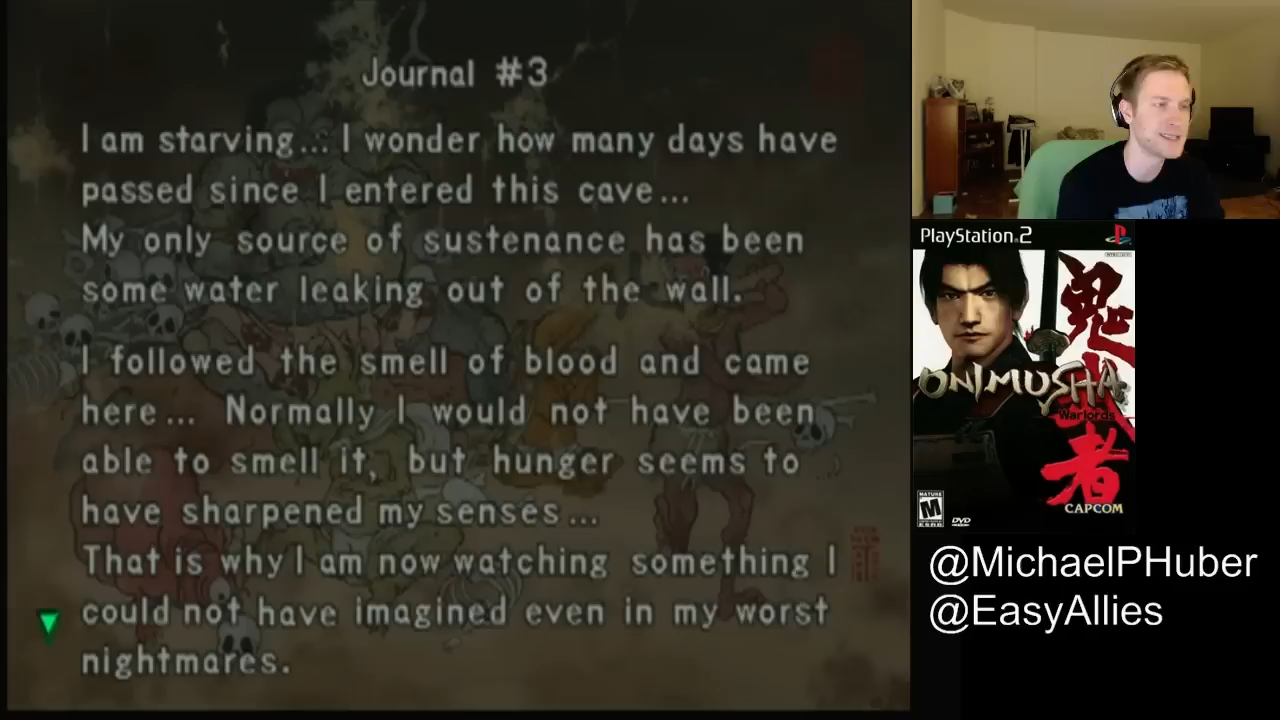 Journal #3
I am starving... I wonder how many days have
passed since I entered this cave...
My only source of sustenance has been
some water leaking out of the wall.
I followed the smell of blood and came
here... Normally I would not have been
able to smell it, but hunger seems to
have sharpened my senses...
That is why I am now watching something I
could not have imagined even in my worst
nightmares.
PlayStation.2
鬼
武
者
ONIMUSHA
Warlords
MATURE
M
DVD
CAPCOM
@MichaelPHuber
@EasyAllies